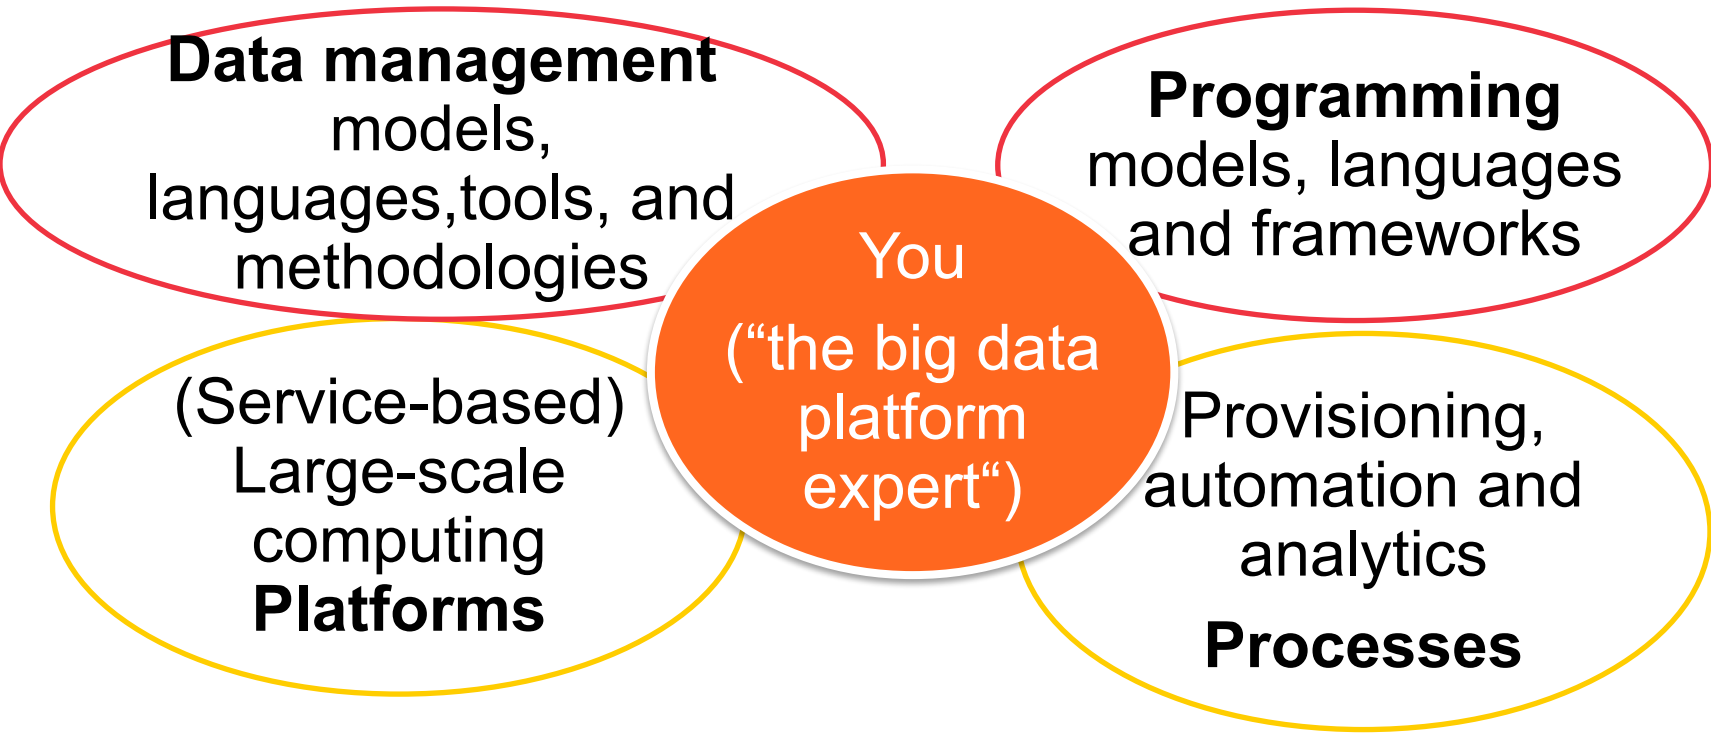 Data management
models,
languages,tools, and
methodologies
Programming
models, languages
and frameworks
You
(“the big data
platform
expert“)
(Service-based)
Large-scale
computing
Platforms
Provisioning,
automation and
analytics
Processes